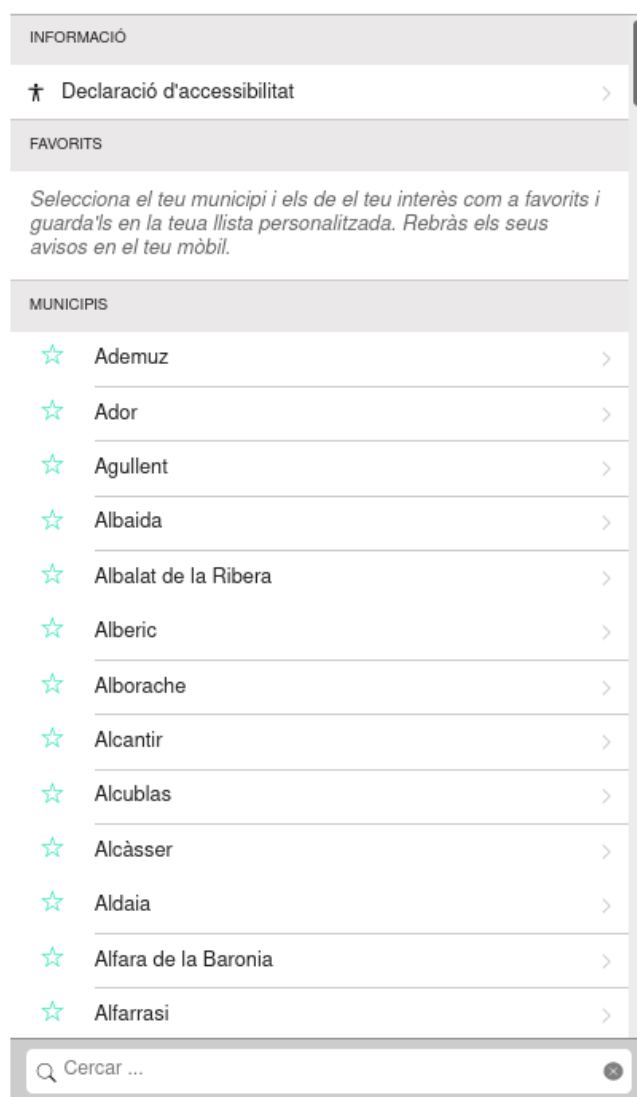 INFORMACIÓ
Declaració d'accessibilitat
FAVORITS
Selecciona el teu municipi i els de el teu interès com a favorits i
guarda'ls en la teua llista personalitzada. Rebràs els seus
avisos en el teu mòbil.
MUNICIPIS
Ademuz
Ador
Agullent
Albaida
Albalat de la Ribera
Alberic
Alborache
Alcantir
Alcublas
Alcàsser
Aldaia
Alfara de la Baronia
Alfarrasi
Cercar ...